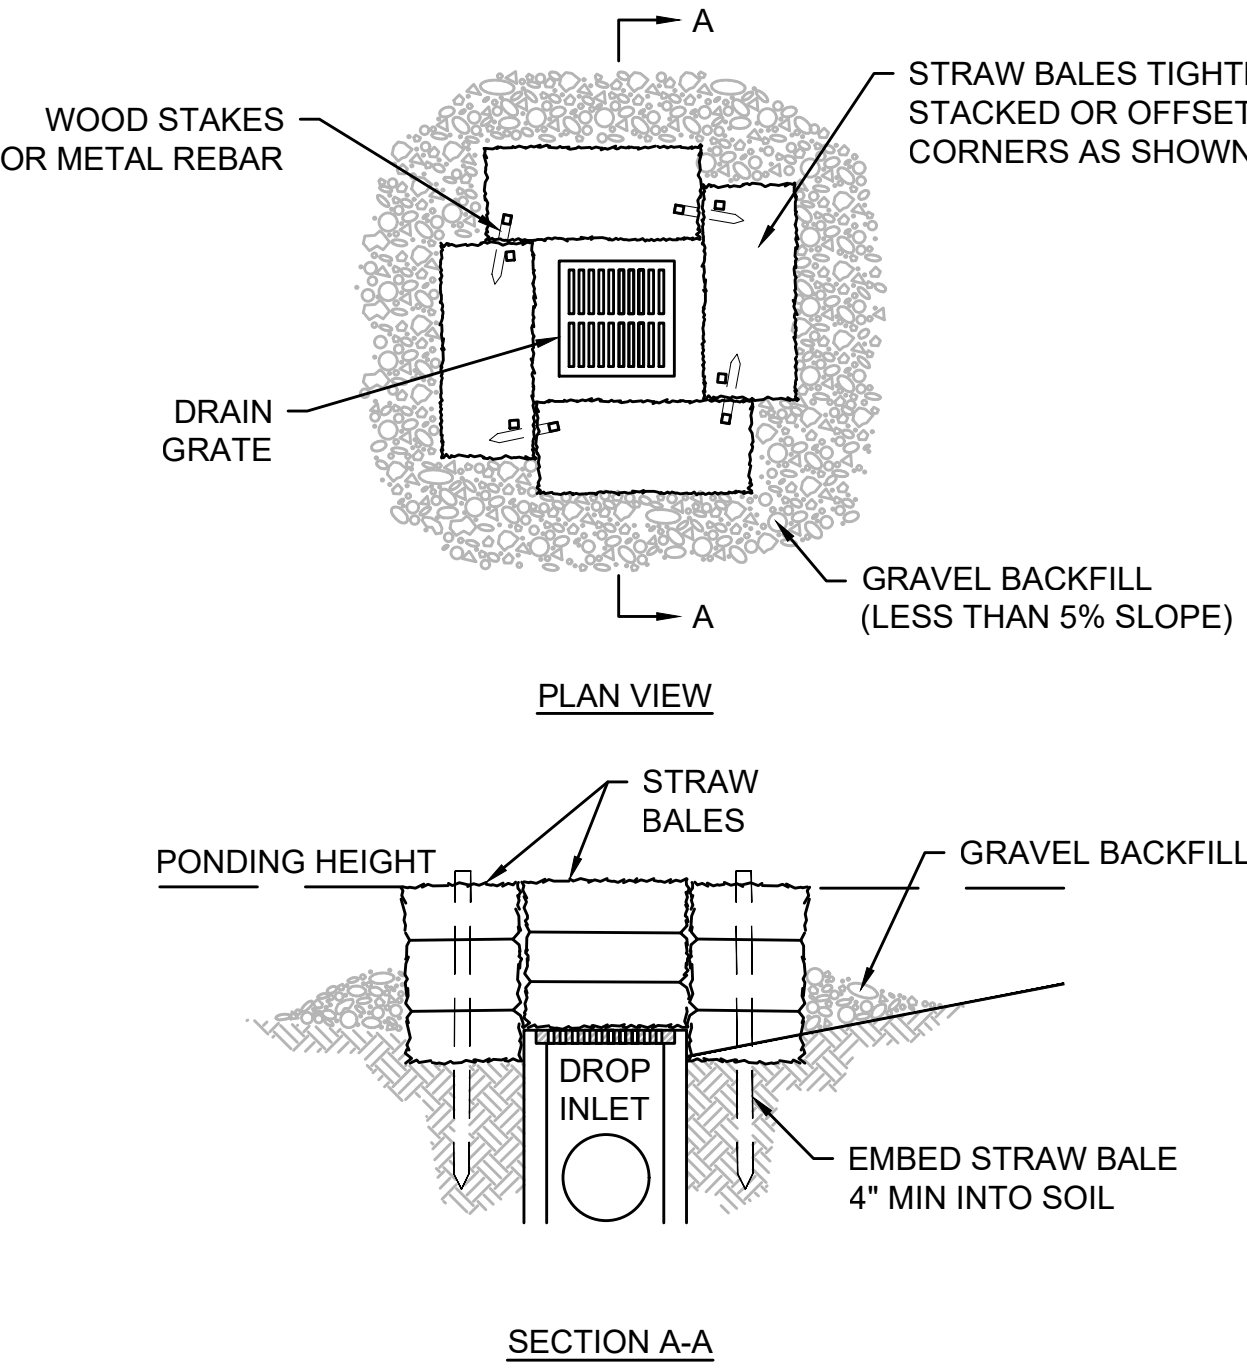 A
WOOD STAKES
OR METAL REBAR
STRAW BALES
STACKED OR OFFSET
CORNERS AS SHOWN
DRAIN
GRATE
GRAVEL BACKFILL
(LESS THAN 5% SLOPE)
A
PLAN VIEW
STRAW
BALES
PONDING HEIGHT
GRAVEL BACKFILL
DROP
INLET
EMBED STRAW BALE
4" MIN INTO SOIL
SECTION A-A